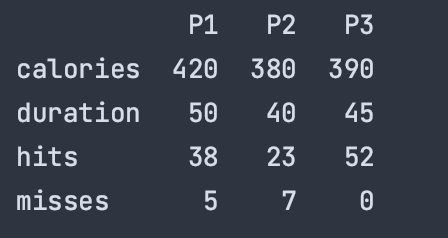 P1 P2 P3
calories 420 380 390
duration 50 40 45
hits 38 23 52
misses 5 7 0